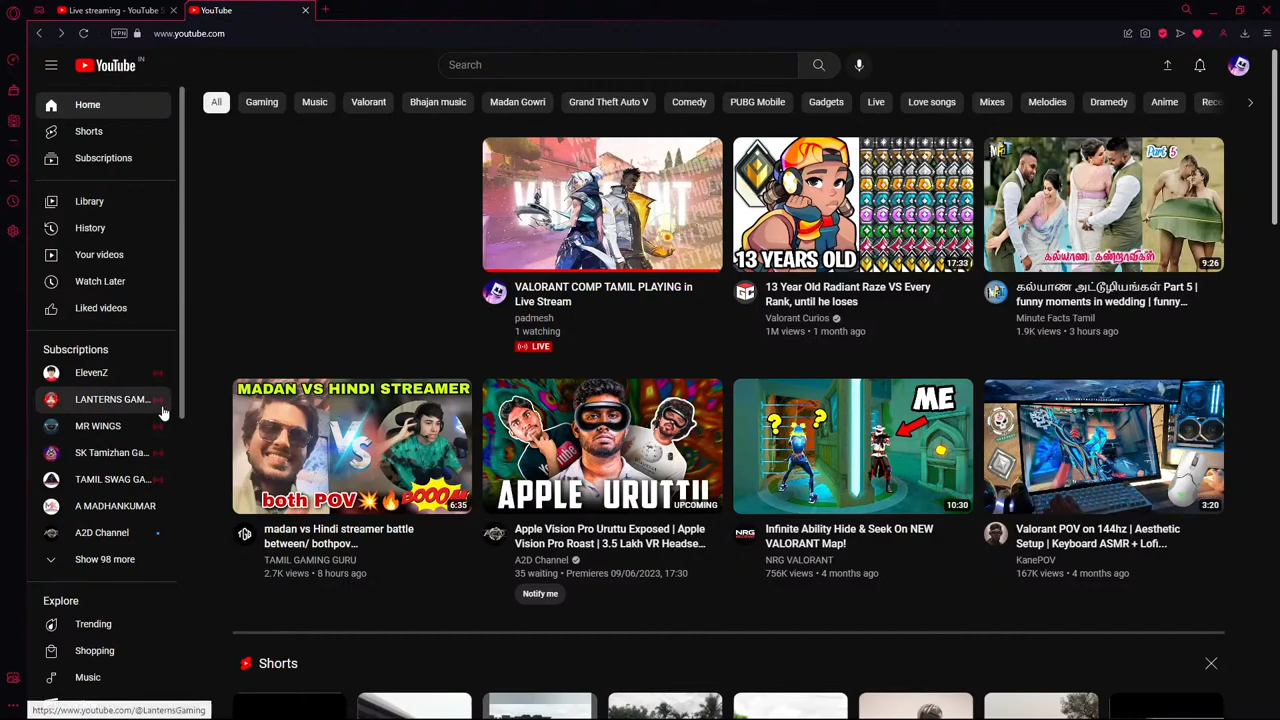 Live streaming - YouTube S
YouTube
VPN
www.youtube.com
YouTube IN
Search
Home
Shorts
Subscriptions
Library
History
Your videos
Watch Later
Liked videos
Subscriptions
ElevenZ
LANTERNS GAM...
MR WINGS
SK Tamizhan Ga...
TAMIL SWAG GA...
A MADHANKUMAR
A2D Channel
Show 98 more
Explore
Trending
Shopping
Music
https://www.youtube.com/@LanternsGaming
All Gaming Music Valorant Bhajan music Madan Gowri Grand Theft Auto V Comedy PUBG Mobile Gadgets Live Love songs Mixes Melodies Dramedy Anime Rece
VALORANT
VALORANT COMP TAMIL PLAYING in
Live Stream
padmesh
1 watching
LIVE
13 YEARS OLD
17:33
13 Year Old Radiant Raze VS Every
Rank, until he loses
Valorant Curios
1M views • 1 month ago
MFT
Part 5
கல்யாண கன்றாவிகள்
9:26
கல்யாண அட்டூழியங்கள் Part 5 |
funny moments in wedding | funny...
Minute Facts Tamil
1.9K views • 3 hours ago
MADAN VS HINDI STREAMER
VS
both POV
BOOOM
6:35
madan vs Hindi streamer battle
between/ bothpov...
TAMIL GAMING GURU
2.7K views • 8 hours ago
APPLE URUTTU
UPCOMING
Apple Vision Pro Uruttu Exposed | Apple
Vision Pro Roast | 3.5 Lakh VR Headse...
A2D Channel
35 waiting • Premieres 09/06/2023, 17:30
Notify me
? ?
ME
10:30
NRG
Infinite Ability Hide & Seek On NEW
VALORANT Map!
NRG VALORANT
756K views • 4 months ago
3:20
Valorant POV on 144hz | Aesthetic
Setup | Keyboard ASMR + Lofi...
KanePOV
167K views • 4 months ago
Shorts